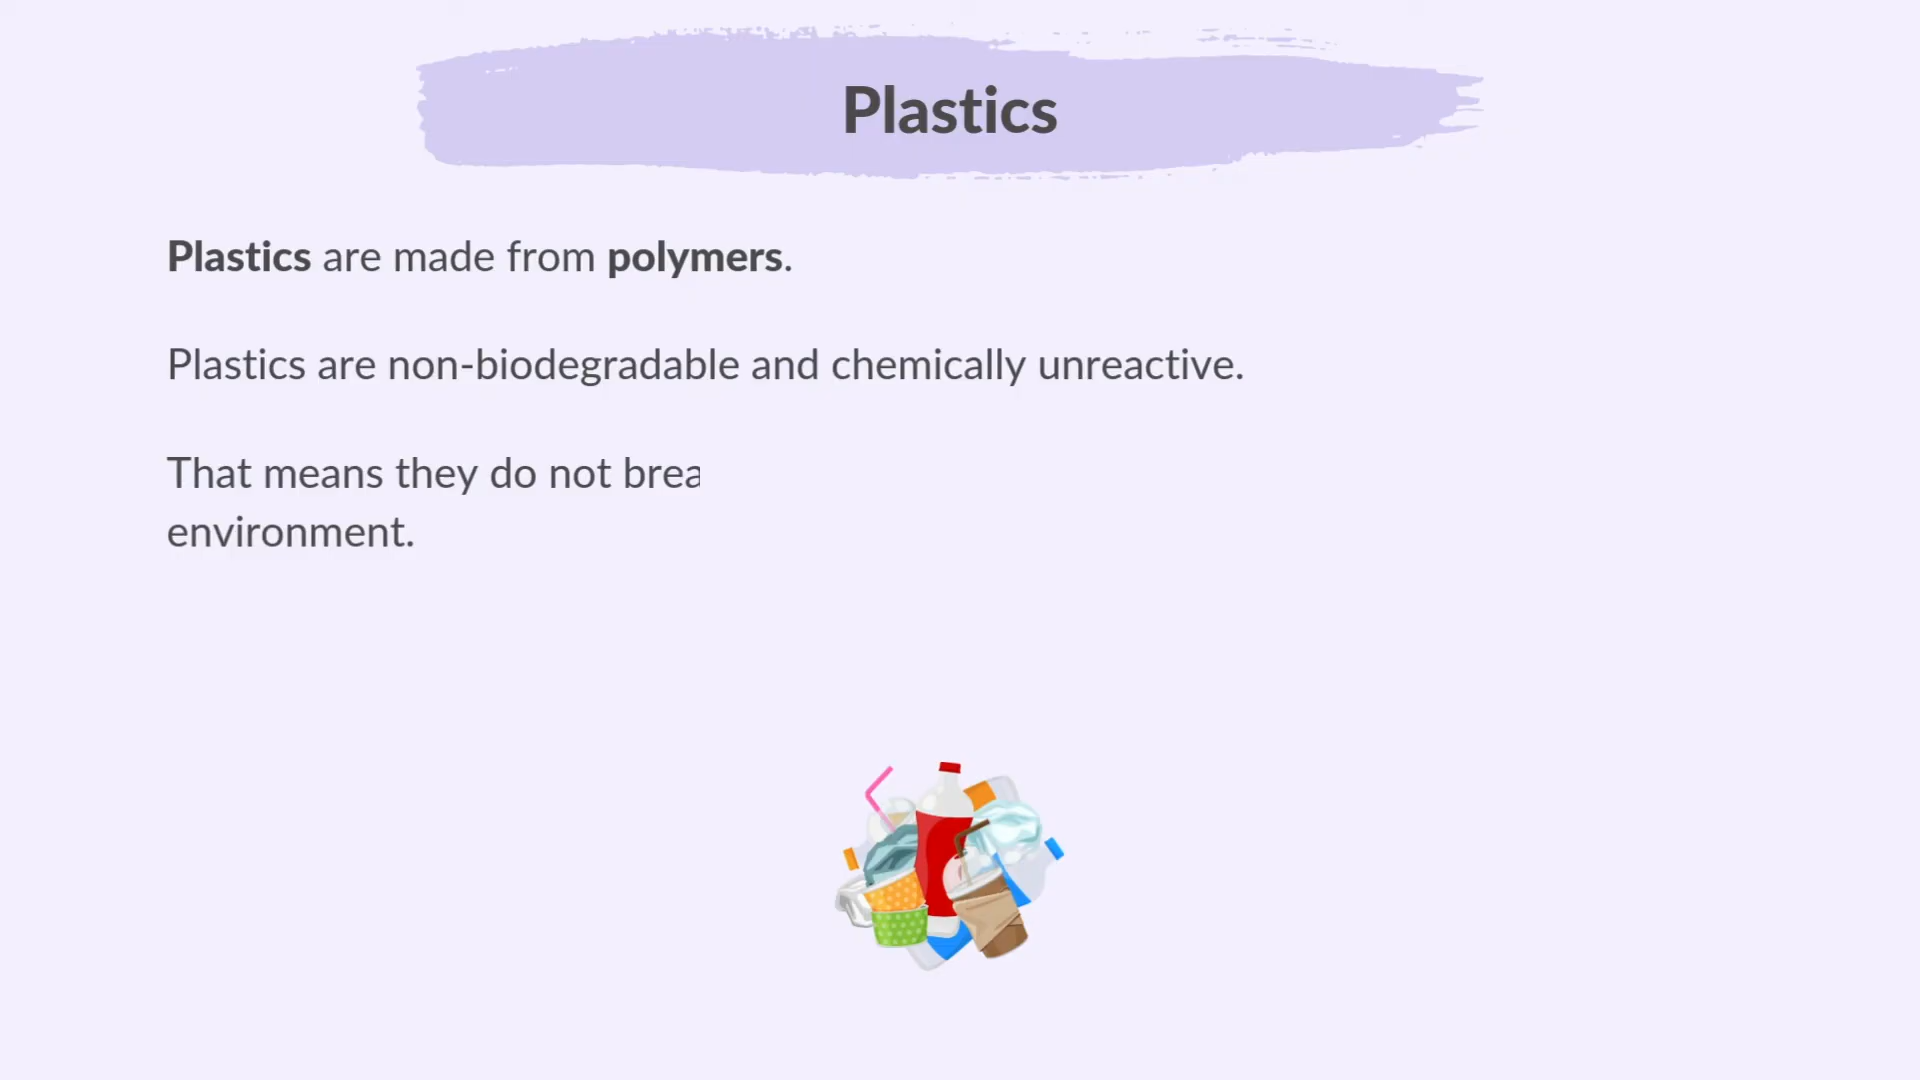 Plastics
Plastics are made from polymers.
Plastics are non-biodegradable and chemically unreactive.
That means they do not brea
environment.